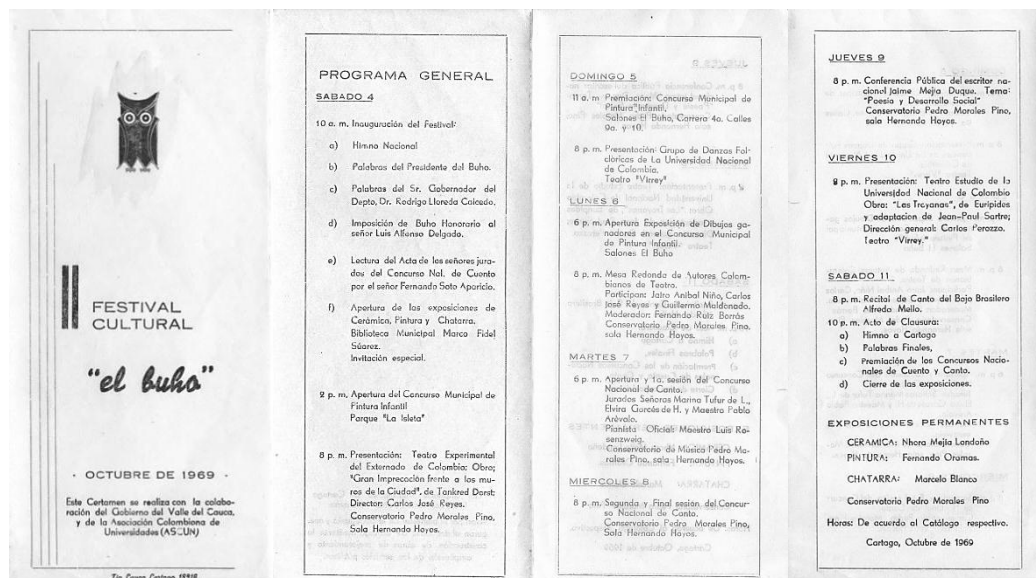 II
FESTIVAL
CULTURAL
"el buho"
· OCTUBRE DE 1969 ·
Este Certamen se realiza con la colabo-
ración del Gobierno del Valle del Cauca,
y de la Asociación Colombiana de
Universidades (ASCUN)
PROGRAMA GENERAL
SABADO 4
10 a. m. Inauguración del Festival:
a) Himno Nacional
b) Palabras del Presidente del Buho.
c) Palabras del Sr. Gobernador del
Depto, Dr. Rodrigo Lloreda Caicedo.
d) Imposición de Buho Honorario al
señor Luis Alfonso Delgado.
e) Lectura del Acta de los señores jura-
dos del Concurso Nal. de Cuento
por el señor Fernando Soto Aparicio.
f) Apertura de las exposiciones de
Cerámica, Pintura y Chatarra.
Biblioteca Municipal Marco Fidel
Súarez.
Invitación especial.
2 p. m. Apertura del Concurso Municipal de
Pintura Infantil
Parque "La Isleta"
8 p. m. Presentación: Teatro Experimental
del Externado de Colombia: Obra;
"Gran Imprecación frente a los mu-
ros de la Ciudad", de Tankred Dorst;
Director: Carlos José Reyes.
Conservatorio Pedro Morales Pino,
Sala Hernando Hoyos.
DOMINGO 5
11 a. m Premiación: Concurso Municipal de
Pintura Infantil.
Salones El Buho, Carrera 4a. Calles
9a. y 10.
8 p. m. Presentación: Grupo de Danzas Fol-
clóricas de La Universidad Nacional
de Colombia.
Teatro "Virrey"
LUNES 6
6 p. m. Apertura Exposición de Dibujos ga-
nadores en el Concurso Municipal
de Pintura Infantil.
Salones El Buho
8 p. m. Mesa Redonda de Autores Colom-
bianos de Teatro.
Participan: Jairo Anibal Niño, Carlos
José Reyes y Guillermo Maldonado.
Moderador: Fernando Ruiz Borrás
Conservatorio Pedro Morales Pino.
sala Hernando Hoyos.
MARTES 7
6 p. m. Apertura y 1a. sesión del Concurso
Nacional de Canto.
Jurados Señoras Marina Tufur de L.,
Elvira Garcés de H. y Maestro Pablo
Arévalo.
Pianista Oficial: Maestro Luis Ro-
senzweig.
Conservatorio de Música Pedro Mo-
rales Pino, sala Hernando Hoyos.
MIERCOLES 8
8 p. m. Segunda y Final sesión del Concur-
so Nacional de Canto.
Conservatorio Pedro Morales Pino,
Sala Hernando Hoyos.
JUEVES 9
8 p. m. Conferencia Pública del escritor na-
cional Jaime Mejía Duque. Tema:
"Poesía y Desarrollo Social"
Conservatorio Pedro Morales Pino,
sala Hernando Hoyos.
VIERNES 10
8 p. m. Presentación: Teatro Estudio de la
Universidad Nacional de Colombia
Obra: "Las Troyanas", de Eurípides
y adaptacion de Jean-Paul Sartre;
Dirección general: Carlos Perozzo.
Teatro "Virrey."
SABADO 11
8 p. m. Recital de Canto del Bajo Brasilero
Alfredo Mello.
10 p. m. Acto de Clausura:
a) Himno a Cartago
b) Palabras Finales,
c) Premiación de los Concursos Nacio-
nales de Cuento y Canto.
d) Cierre de las exposiciones.
EXPOSICIONES PERMANENTES
CERAMICA: Nhora Mejía Londoño
PINTURA: Fernando Oramas.
CHATARRA: Marcelo Blanco
Conservatorio Pedro Morales Pino
Horas: De acuerdo al Catálogo respectivo.
Cartago, Octubre de 1969